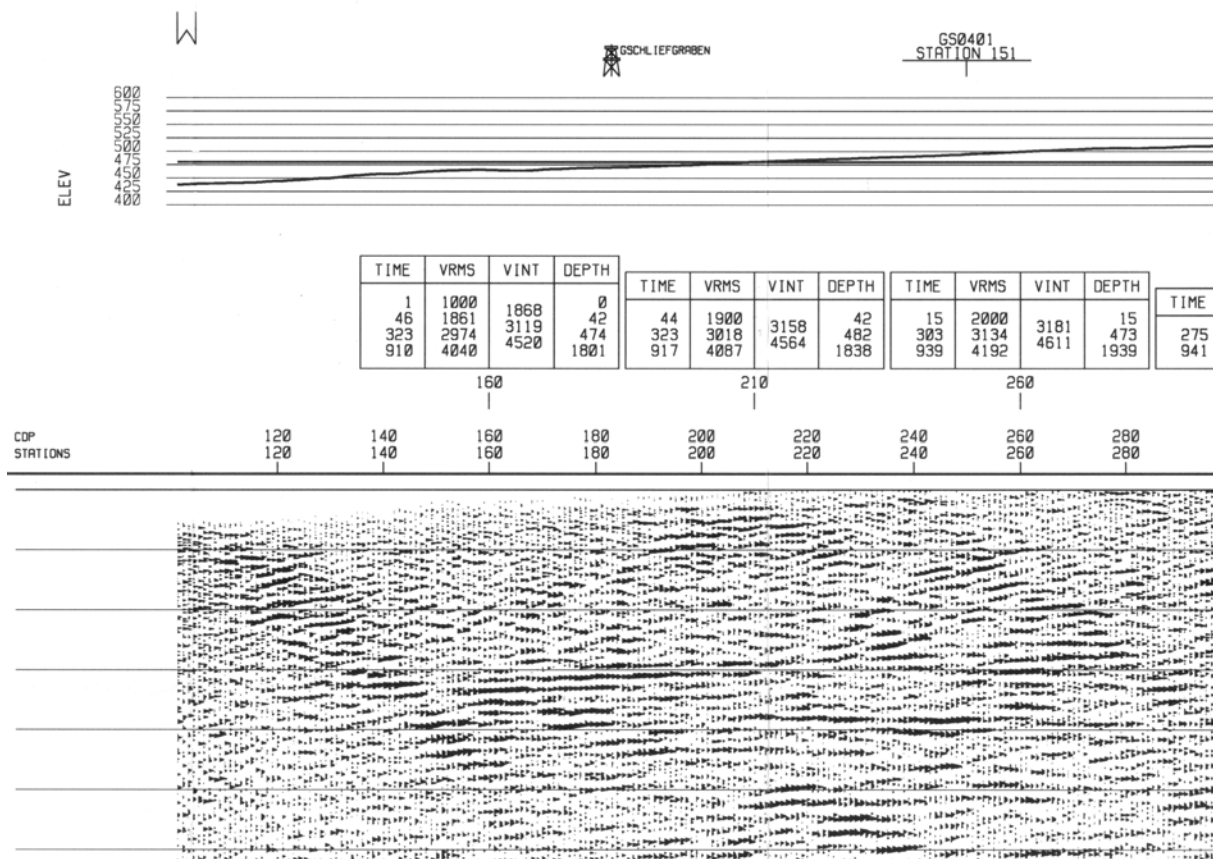 W
GSCHLIEFGRABEN
GS0401
STATION 151
600
575
550
525
500
475
450
425
400
ELEV
TIME VRMS VINT DEPTH
1 1000 0
1868
46 1861 42
3119
323 2974 474
4520
910 4040 1801
TIME VRMS VINT DEPTH
44 1900 42
3158
323 3018 482
4564
917 4087 1838
TIME VRMS VINT DEPTH
15 2000 15
3181
303 3134 473
4611
939 4192 1939
TIME
275
941
160 210 260
CDP 120 140 160 180 200 220 240 260 280
STATIONS 120 140 160 180 200 220 240 260 280